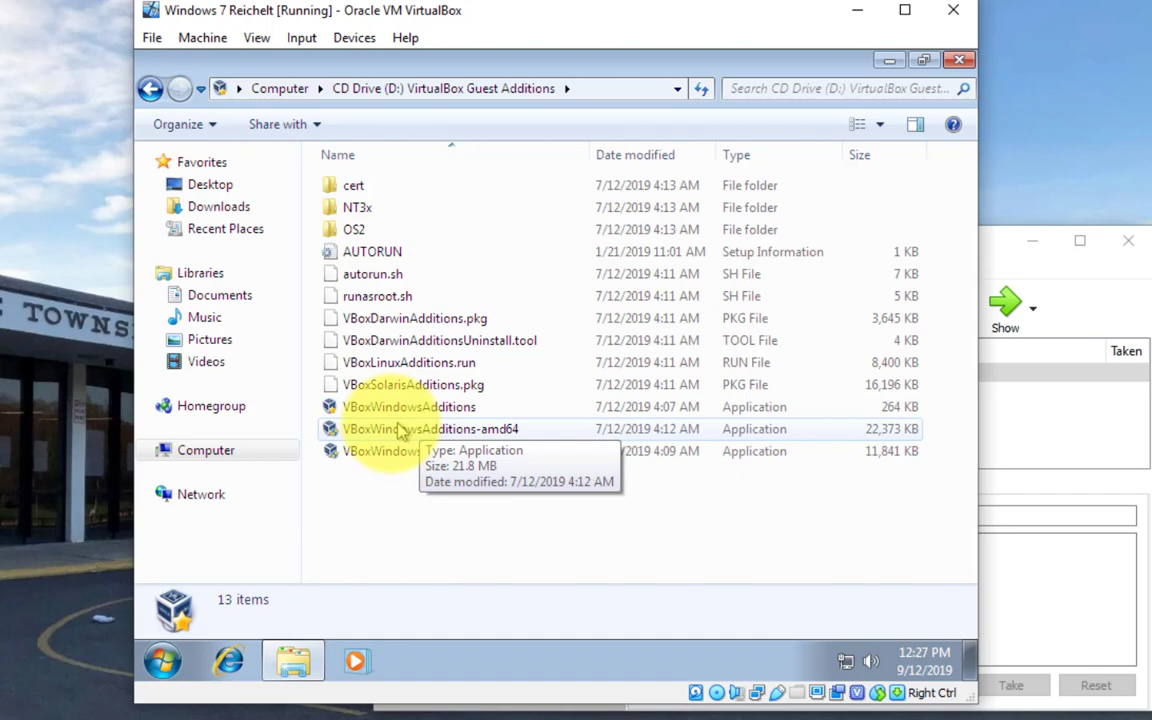 Windows 7 Reichelt [Running] - Oracle VM VirtualBox
File Machine View Input Devices Help
Computer CD Drive (D:) VirtualBox Guest Additions
Search CD Drive (D:) VirtualBox Guest...
Organize Share with
Name Date modified Type Size
Favorites
Desktop
Downloads
Recent Places
Libraries
Documents
Music
Pictures
Videos
Homegroup
Computer
Network
cert 7/12/2019 4:13 AM File folder
NT3x 7/12/2019 4:13 AM File folder
OS2 7/12/2019 4:13 AM File folder
AUTORUN 1/21/2019 11:01 AM Setup Information 1 KB
autorun.sh 7/12/2019 4:11 AM SH File 7 KB
runasroot.sh 7/12/2019 4:11 AM SH File 5 KB
VBoxDarwinAdditions.pkg 7/12/2019 4:11 AM PKG File 3,645 KB
VBoxDarwinAdditionsUninstall.tool 7/12/2019 4:11 AM TOOL File 4 KB
VBoxLinuxAdditions.run 7/12/2019 4:11 AM RUN File 8,400 KB
VBoxSolarisAdditions.pkg 7/12/2019 4:11 AM PKG File 16,196 KB
VBoxWindowsAdditions 7/12/2019 4:07 AM Application 264 KB
VBoxWindowsAdditions-amd64 7/12/2019 4:12 AM Application 22,373 KB
VBoxWindow 7/12/2019 4:09 AM Application 11,841 KB
Type: Application
Size: 21.8 MB
Date modified: 7/12/2019 4:12 AM
13 items
12:27 PM
9/12/2019
Right Ctrl
TOWNS
Show
Taken
Take Reset